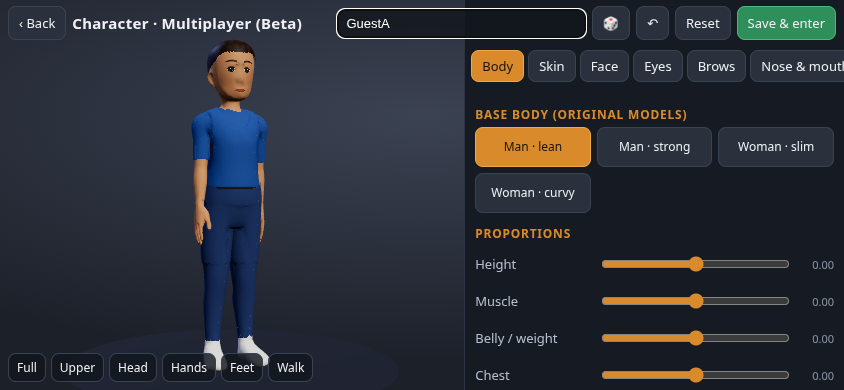 ‹ Back Character · Multiplayer (Beta) GuestA 🎲 ↶ Reset Save & enter
Body Skin Face Eyes Brows Nose & mouth
BASE BODY (ORIGINAL MODELS)
Man · lean Man · strong Woman · slim
Woman · curvy
PROPORTIONS
Height 0.00
Muscle 0.00
Belly / weight 0.00
Chest 0.00
Full Upper Head Hands Feet Walk